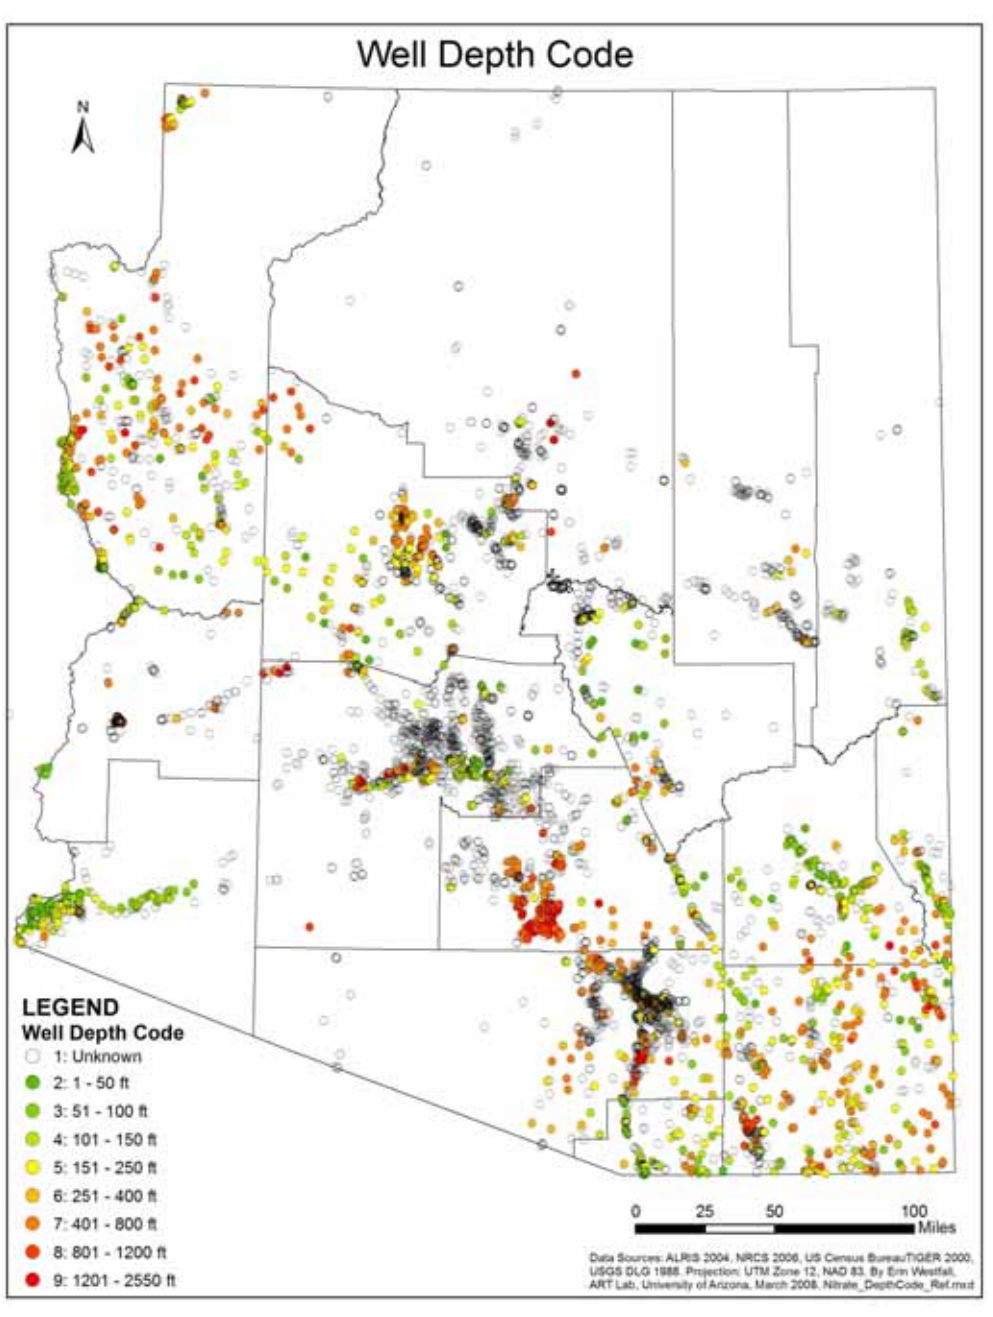 Well Depth Code
N
LEGEND
Well Depth Code
1: Unknown
2: 1 - 50 ft
3: 51 - 100 ft
4: 101 - 150 ft
5: 151 - 250 ft
6: 251 - 400 ft
7: 401 - 800 ft
8: 801 - 1200 ft
9: 1201 - 2550 ft
0 25 50 100
Miles
Data Sources: ALRIS 2004, NRCS 2006, US Census BureauTIGER 2000,
USGS DLG 1988. Projection: UTM Zone 12, NAD 83. By Erin Westfall,
ART Lab, University of Arizona, March 2008. Nitrate_DepthCode_Ref.mxd